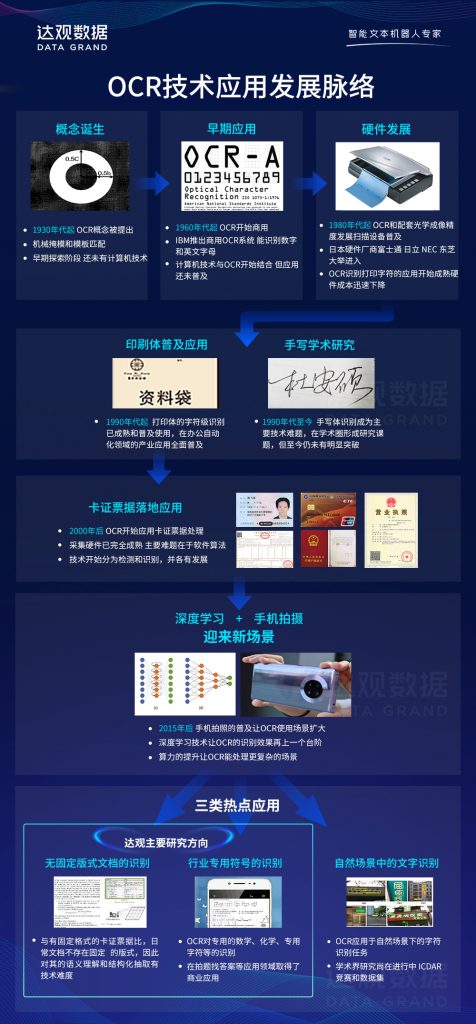 达观数据
DATA GRAND
智能文本机器人专家
OCR技术应用发展脉络
概念诞生
0.5C
0.5b
1930年代起 OCR概念被提出
机械掩模和模板匹配
早期探索阶段 还未有计算机技术
早期应用
OCR-A
0123456789
Optical Character
Recognition ISO 1073-1:1976
American National Standards Institute
1960年代起 OCR开始商用
IBM推出商用OCR系统 能识别数字
和英文字母
计算机技术与OCR开始结合 但应用
还未普及
硬件发展
1980年代起 OCR和配套光学成像精
度发展扫描设备普及
日本硬件厂商富士通 日立 NEC 东芝
大举进入
OCR识别打印字符的应用开始成熟硬
件成本迅速下降
印刷体普及应用
资料袋
1990年代起 打印体的字符级识别
已成熟和普及使用，在办公自动
化领域的产业应用全面普及
手写学术研究
1990年代至今 手写体识别成为主
要技术难题，在学术圈形成研究课
题，但至今仍未有明显突破
达观数据
DATA GRAND
卡证票据落地应用
2000年后 OCR开始应用卡证票据处理
采集硬件已完全成熟 主要难题在于软件算法
技术开始分为检测和识别，并各有发展
营业执照
深度学习 + 手机拍摄
迎来新场景
(c)
(d)
2015年后 手机拍照的普及让OCR使用场景扩大
深度学习技术让OCR的识别效果再上一个台阶
算力的提升让OCR能处理更复杂的场景
达观数据
DATA GRAND
三类热点应用
达观主要研究方向
无固定版式文档的识别
与有固定格式的卡证票据比，日
常文档不存在固定 的版式，因此
对其的语义理解和结构化抽取有
技术难度
行业专用符号的识别
OCR对专用的数学、化学、专用
字符等的识别
在拍题找答案等应用领域取得了
商业应用
自然场景中的文字识别
OCR应用于自然场景下的字符
识别任务
学术界研究尚在进行中 ICDAR
竞赛和数据集
达观数据
DATA GRAND